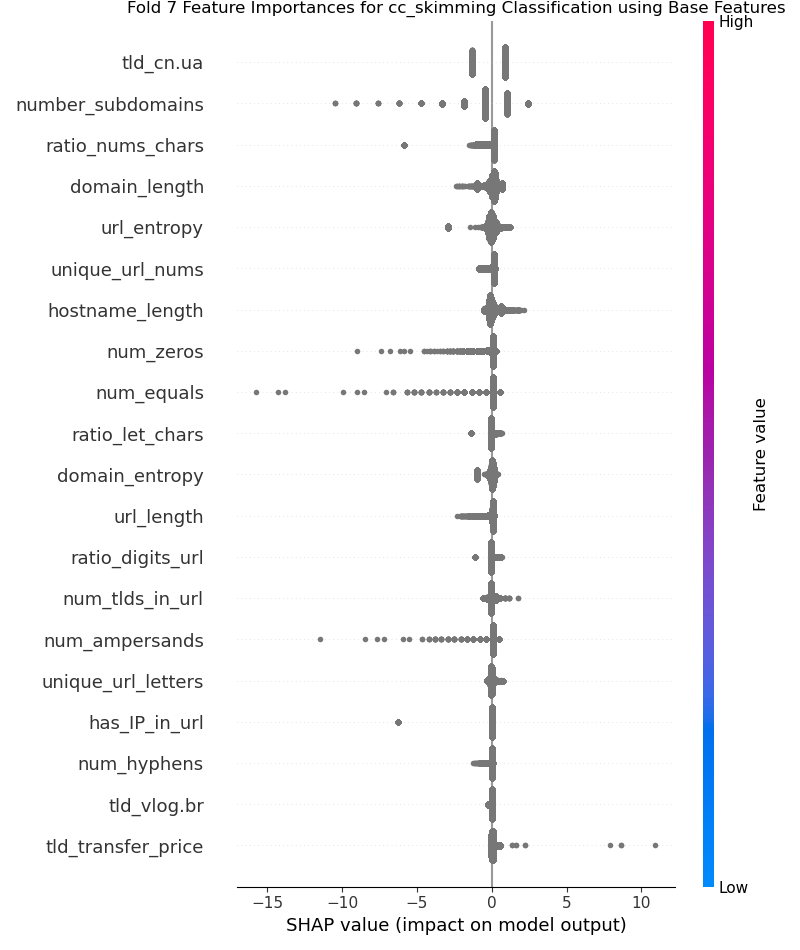 Fold 7 Feature Importances for cc_skimming Classification using Base Features
High
tld_cn.ua
number_subdomains
ratio_nums_chars
domain_length
url_entropy
unique_url_nums
hostname_length
num_zeros
num_equals
ratio_let_chars
domain_entropy
url_length
ratio_digits_url
num_tlds_in_url
num_ampersands
unique_url_letters
has_IP_in_url
num_hyphens
tld_vlog.br
tld_transfer_price
Feature value
Low
−15 −10 −5 0 5 10
SHAP value (impact on model output)